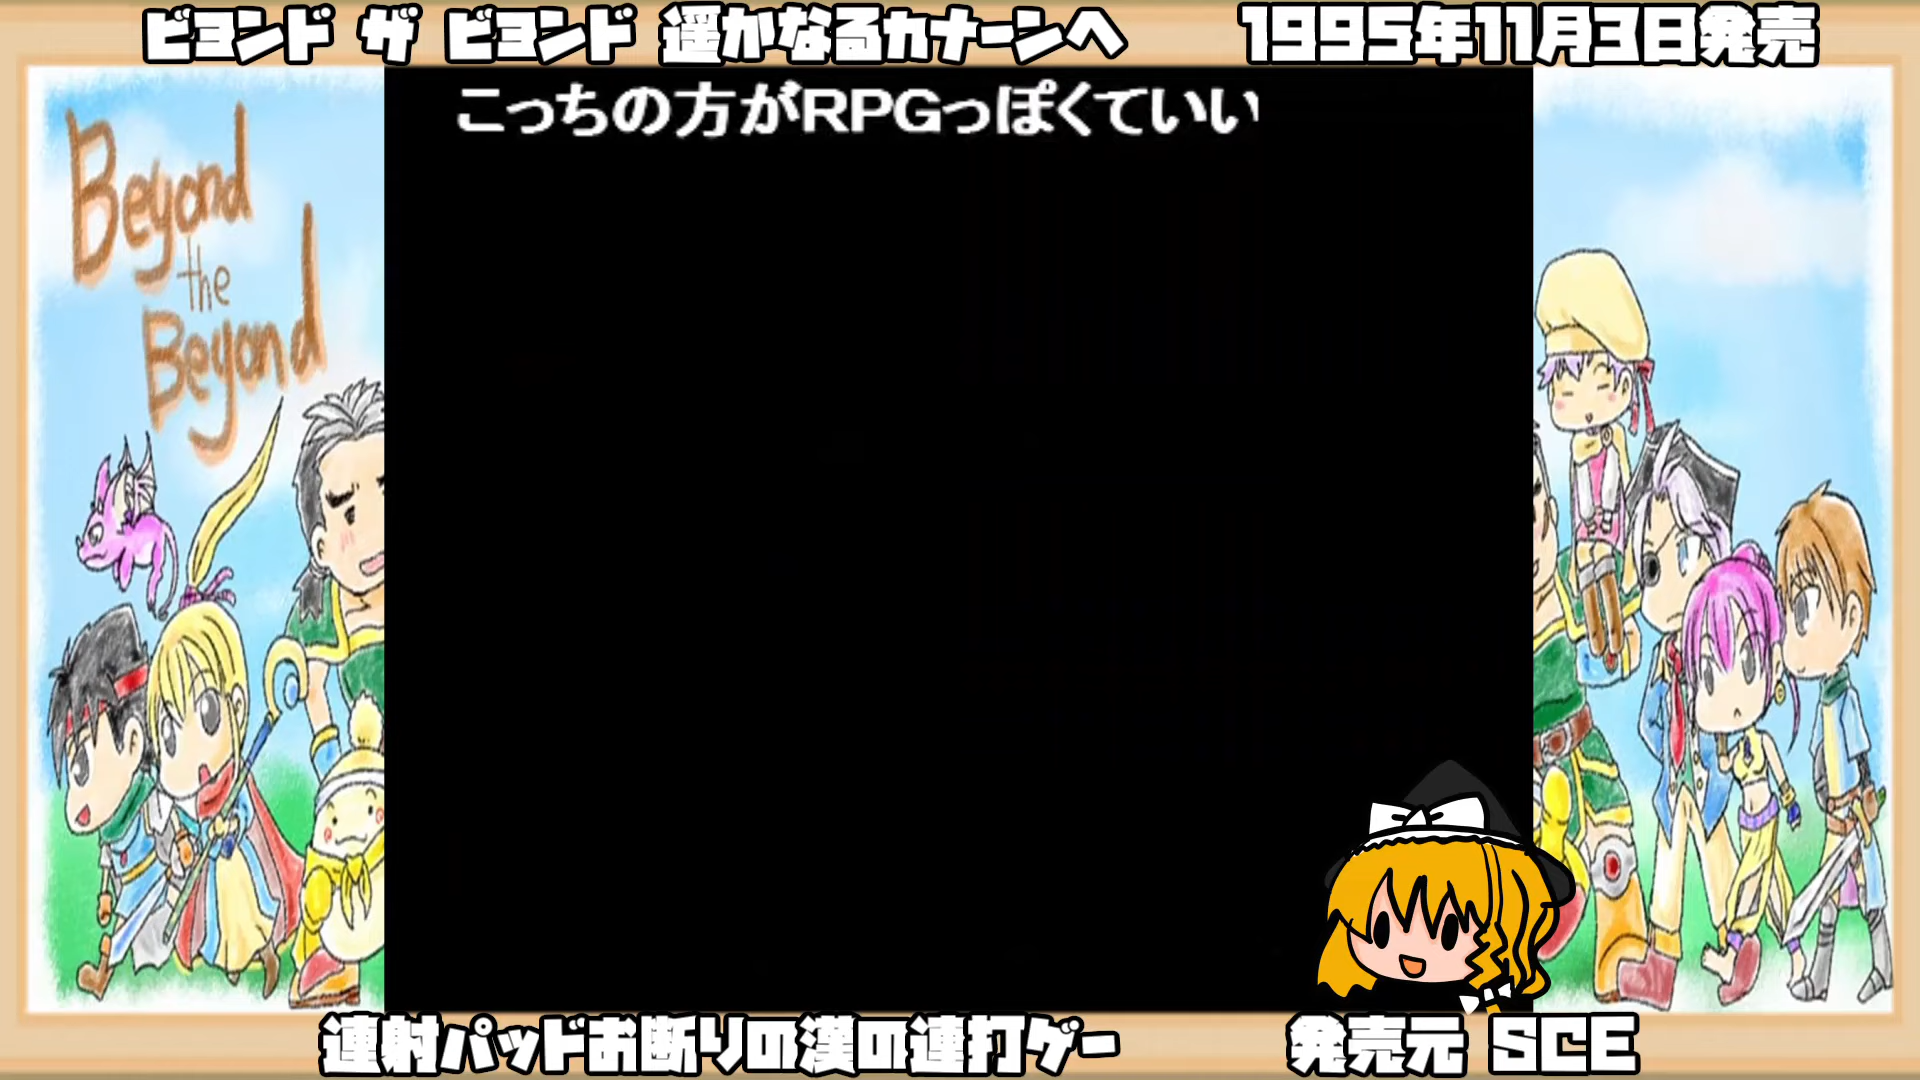 ビヨンド ザ ビヨンド 遥かなるカナーンへ 1995年11月3日発売
こっちの方がRPGっぽくていい
Beyond
the
Beyond
連射パッドお断りの漢の連打ゲー 発売元 SCE